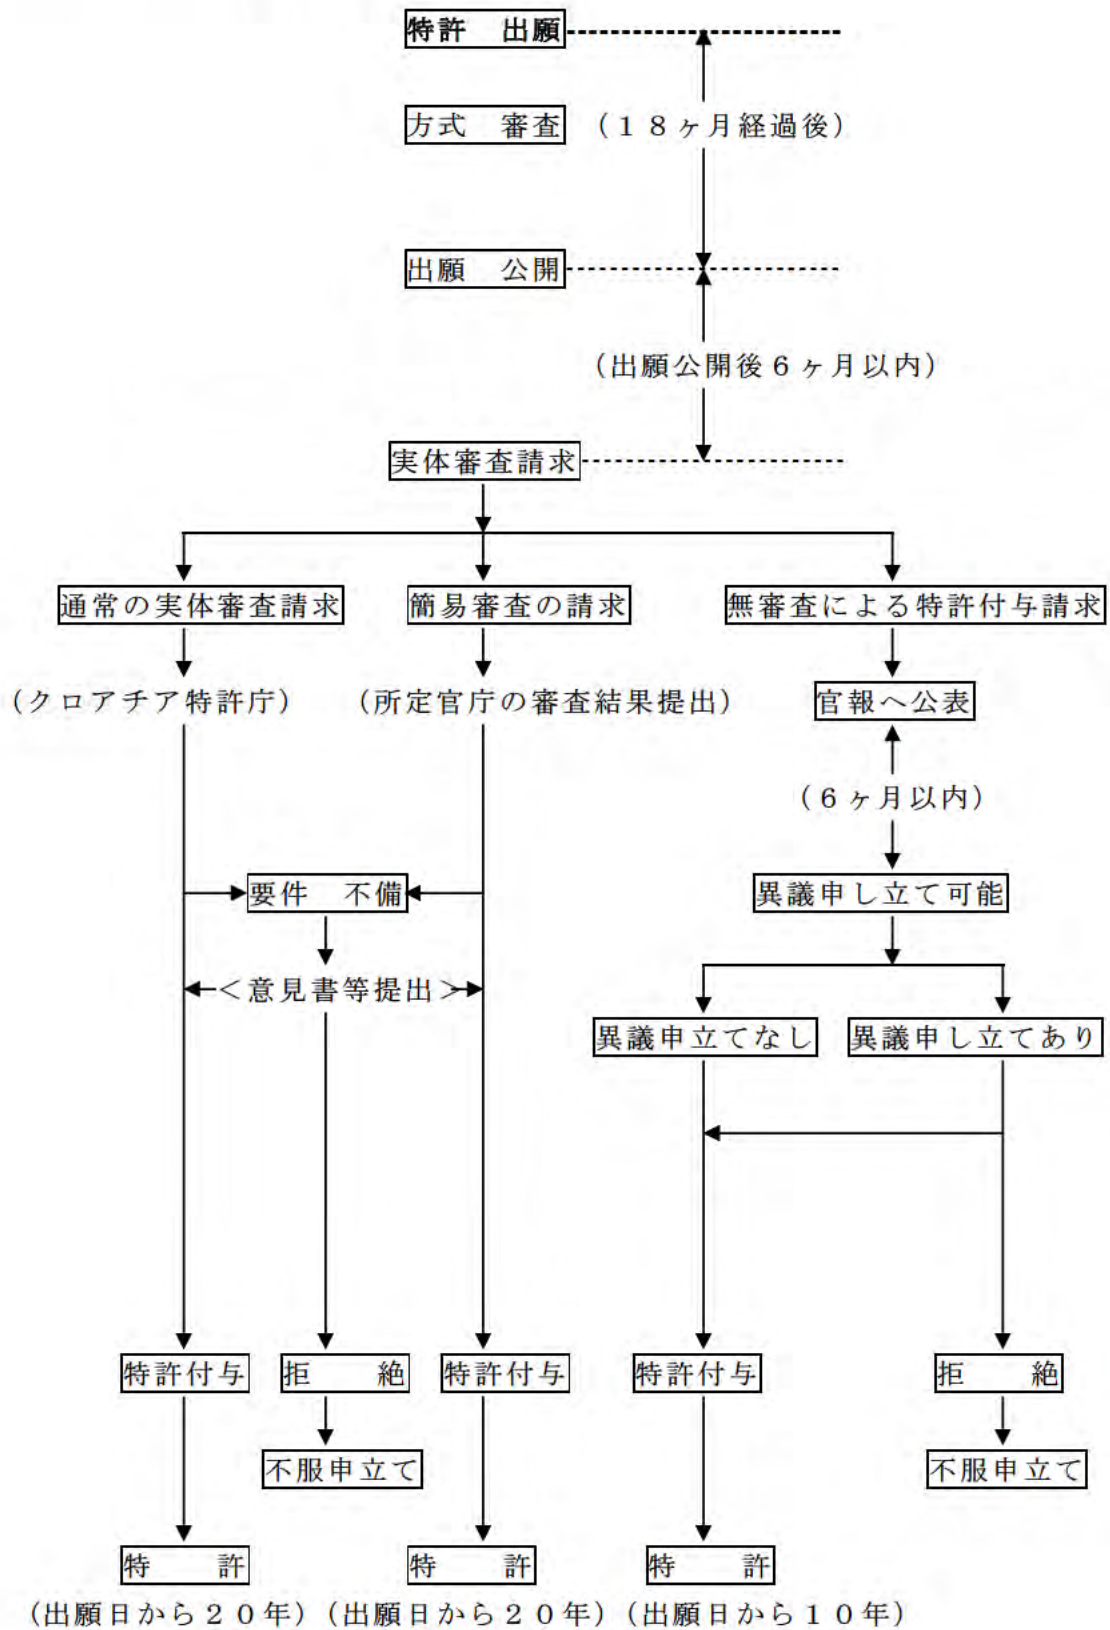 特許　出願
方式　審査 （１８ヶ月経過後）
出願　公開
（出願公開後６ヶ月以内）
実体審査請求
通常の実体審査請求 簡易審査の請求 無審査による特許付与請求
（クロアチア特許庁） （所定官庁の審査結果提出） 官報へ公表
（６ヶ月以内）
要件　不備 異議申し立て可能
＜意見書等提出＞
異議申立てなし 異議申し立てあり
特許付与 拒　　絶 特許付与 特許付与 拒　　絶
不服申立て 不服申立て
特　　許 特　　許 特　　許
（出願日から２０年）（出願日から２０年）（出願日から１０年）